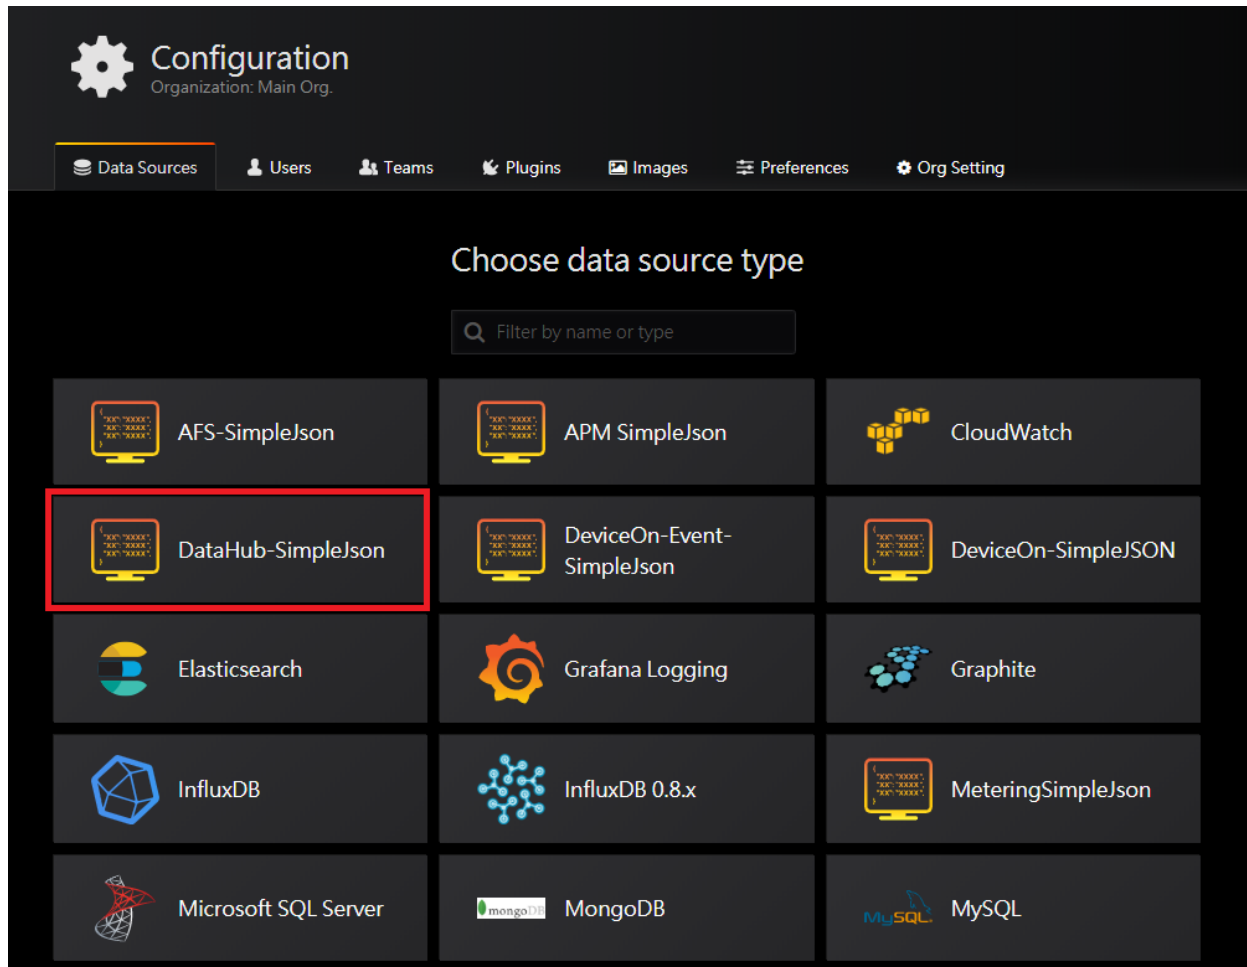 Configuration
Organization: Main Org.
Data Sources Users Teams Plugins Images Preferences Org Setting
Choose data source type
Filter by name or type
AFS-SimpleJson APM SimpleJson CloudWatch
DataHub-SimpleJson DeviceOn-Event-
SimpleJson DeviceOn-SimpleJSON
Elasticsearch Grafana Logging Graphite
InfluxDB InfluxDB 0.8.x MeteringSimpleJson
Microsoft SQL Server mongoDB MongoDB MySQL MySQL